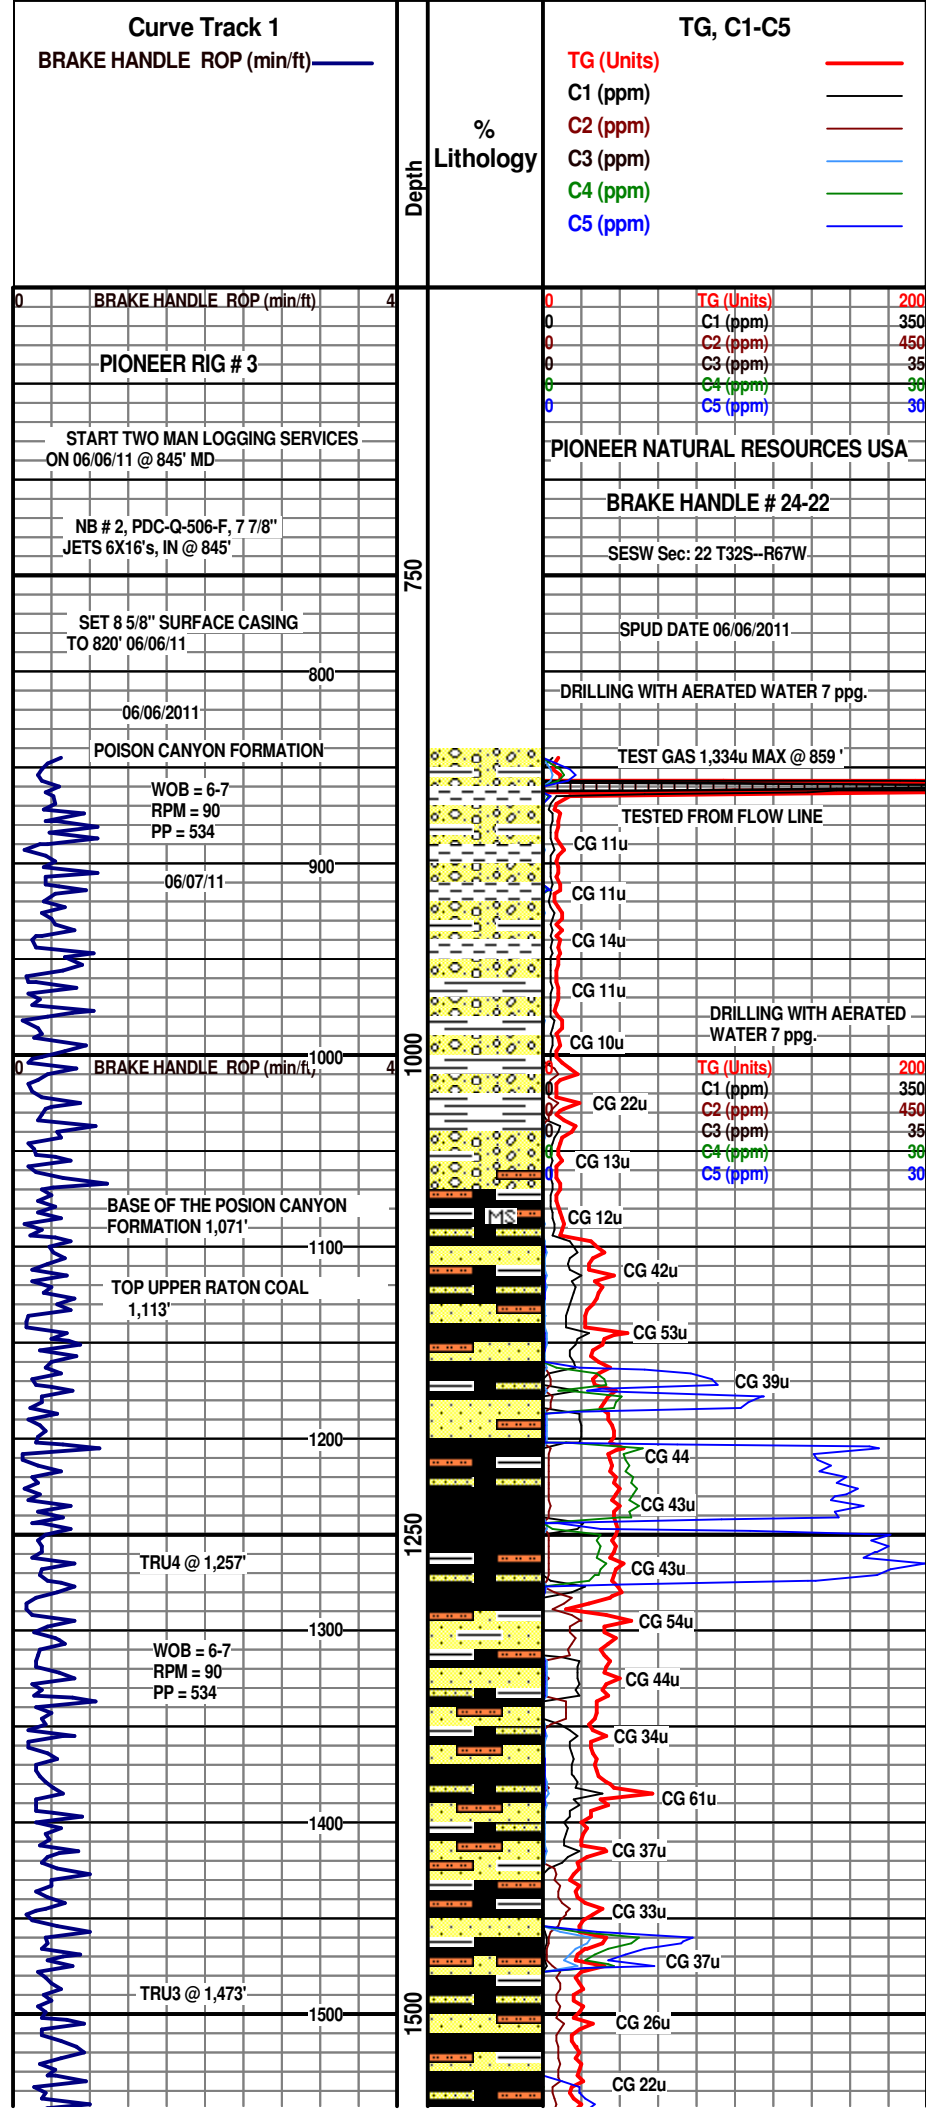 Curve Track 1
BRAKE HANDLE ROP (min/ft)
Depth
%
Lithology
TG, C1-C5
TG (Units)
C1 (ppm)
C2 (ppm)
C3 (ppm)
C4 (ppm)
C5 (ppm)
0 BRAKE HANDLE ROP (min/ft) 4
0 TG (Units) 200
0 C1 (ppm) 350
0 C2 (ppm) 450
0 C3 (ppm) 35
0 C4 (ppm) 30
0 C5 (ppm) 30
PIONEER RIG # 3
START TWO MAN LOGGING SERVICES
ON 06/06/11 @ 845' MD
PIONEER NATURAL RESOURCES USA
BRAKE HANDLE # 24-22
NB # 2, PDC-Q-506-F, 7 7/8"
JETS 6X16's, IN @ 845'
SESW Sec: 22 T32S--R67W
750
SET 8 5/8" SURFACE CASING
TO 820' 06/06/11
SPUD DATE 06/06/2011
800
DRILLING WITH AERATED WATER 7 ppg.
06/06/2011
POISON CANYON FORMATION
TEST GAS 1,334u MAX @ 859 '
WOB = 6-7
RPM = 90
PP = 534
TESTED FROM FLOW LINE
CG 11u
900
06/07/11
CG 11u
CG 14u
CG 11u
DRILLING WITH AERATED
WATER 7 ppg.
CG 10u
1000
1000
0 BRAKE HANDLE ROP (min/ft) 4
0 TG (Units) 200
0 C1 (ppm) 350
0 C2 (ppm) 450
0 C3 (ppm) 35
0 C4 (ppm) 30
0 C5 (ppm) 30
CG 22u
CG 13u
BASE OF THE POSION CANYON
FORMATION 1,071'
MS
CG 12u
1100
CG 42u
TOP UPPER RATON COAL
1,113'
CG 53u
CG 39u
1200
CG 44
CG 43u
1250
TRU4 @ 1,257'
CG 43u
CG 54u
1300
WOB = 6-7
RPM = 90
PP = 534
CG 44u
CG 34u
CG 61u
1400
CG 37u
CG 33u
CG 37u
TRU3 @ 1,473'
1500
1500
CG 26u
CG 22u